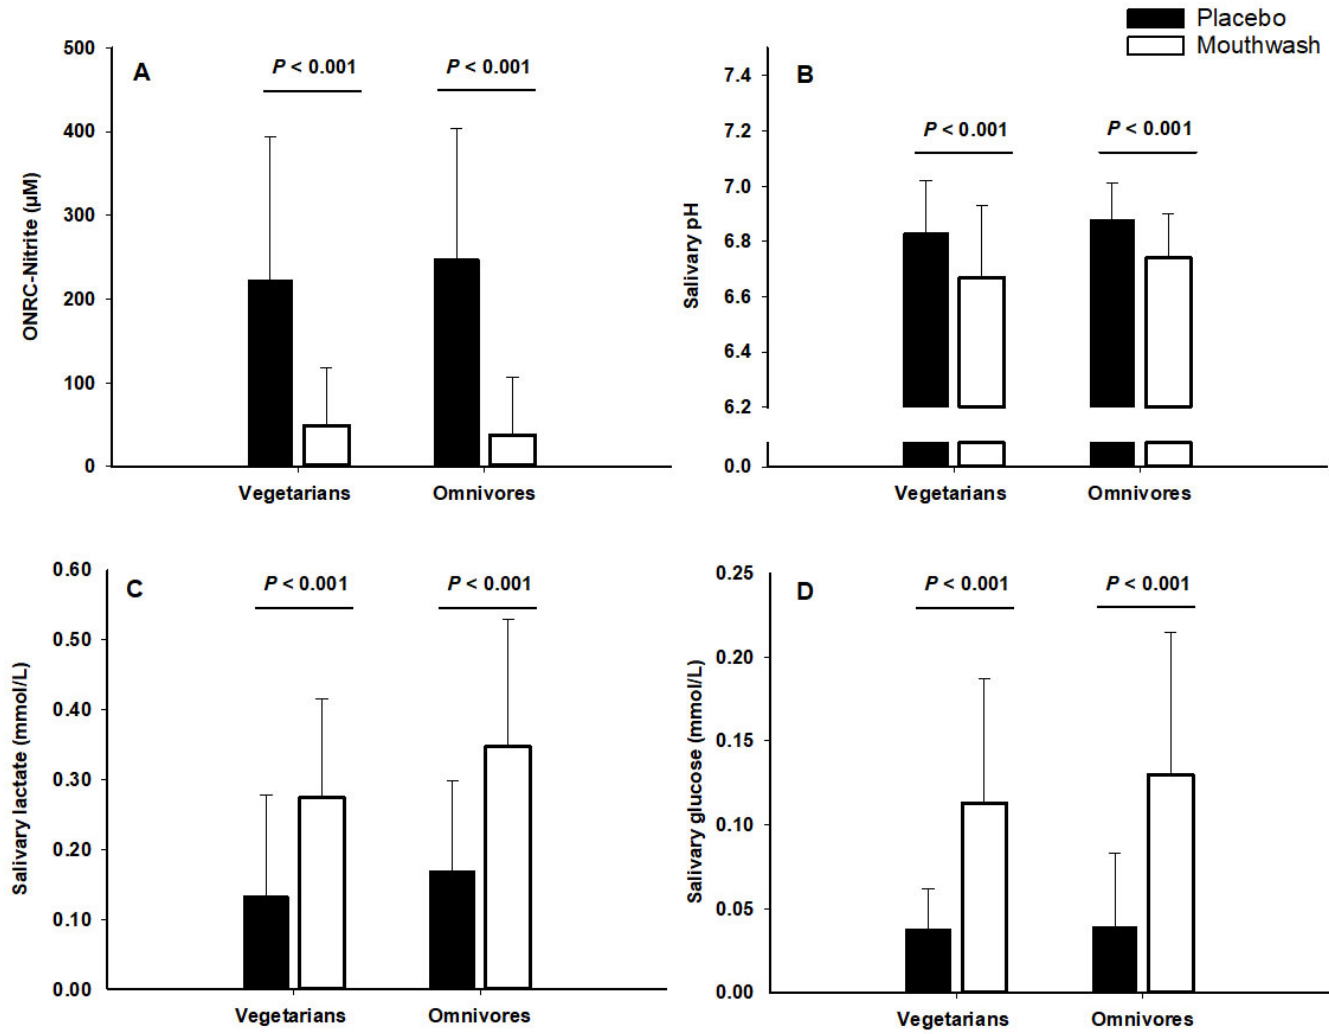 Placebo
Mouthwash
A
P < 0.001
P < 0.001
500
400
300
200
100
0
ONRC-Nitrite (µM)
Vegetarians
Omnivores
B
P < 0.001
P < 0.001
7.4
7.2
7.0
6.8
6.6
6.4
6.2
0.0
Salivary pH
Vegetarians
Omnivores
C
P < 0.001
P < 0.001
0.60
0.50
0.40
0.30
0.20
0.10
0.00
Salivary lactate (mmol/L)
Vegetarians
Omnivores
D
P < 0.001
P < 0.001
0.25
0.20
0.15
0.10
0.05
0.00
Salivary glucose (mmol/L)
Vegetarians
Omnivores